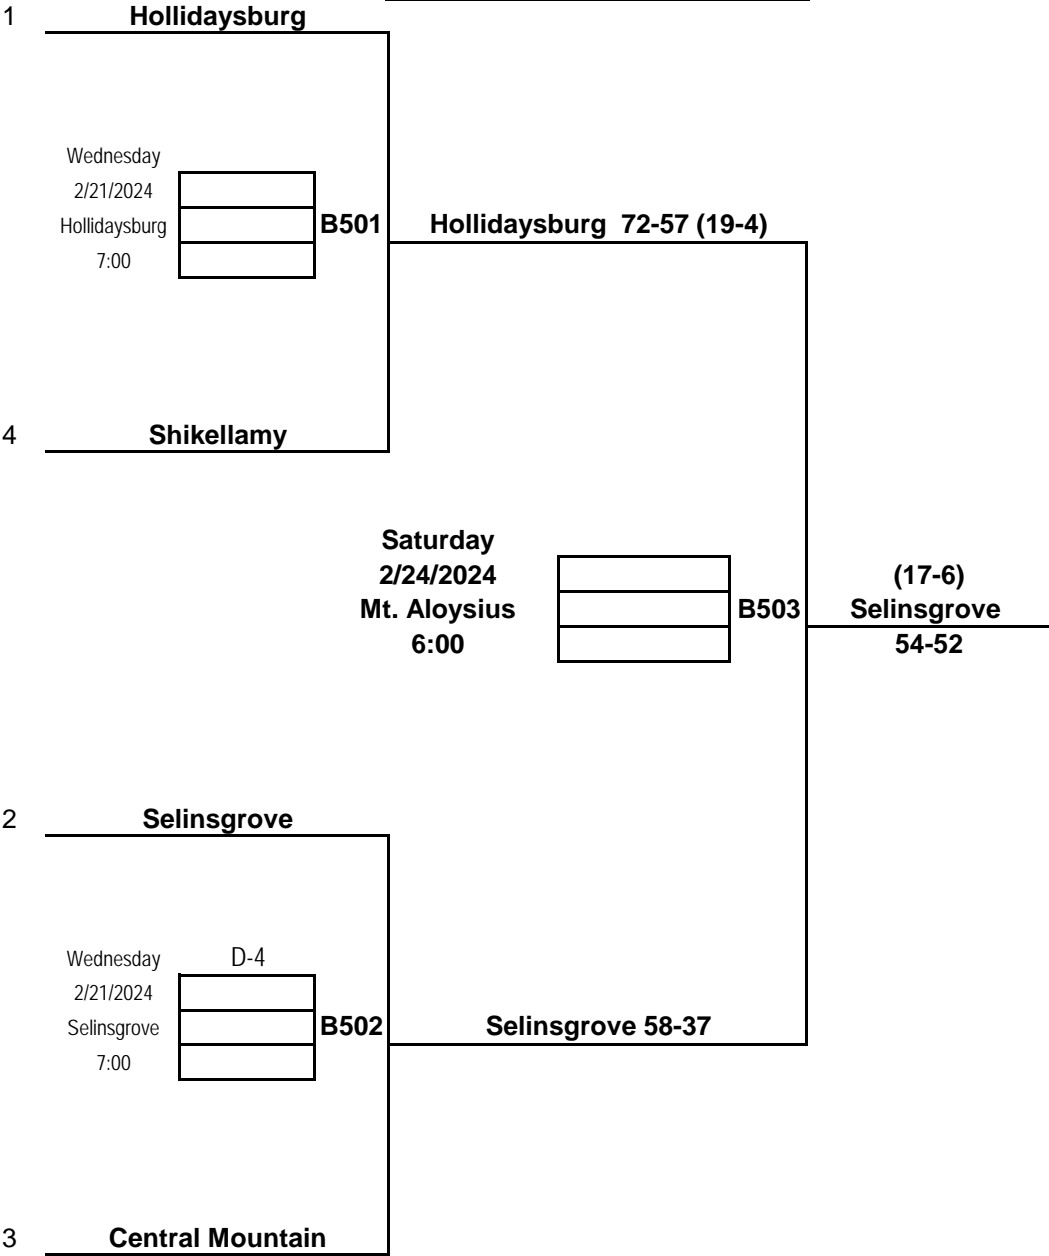 1 Hollidaysburg
Wednesday
2/21/2024
Hollidaysburg B501 Hollidaysburg 72-57 (19-4)
7:00
4 Shikellamy
Saturday
2/24/2024 (17-6)
Mt. Aloysius B503 Selinsgrove
6:00 54-52
2 Selinsgrove
Wednesday D-4
2/21/2024
Selinsgrove B502 Selinsgrove 58-37
7:00
3 Central Mountain